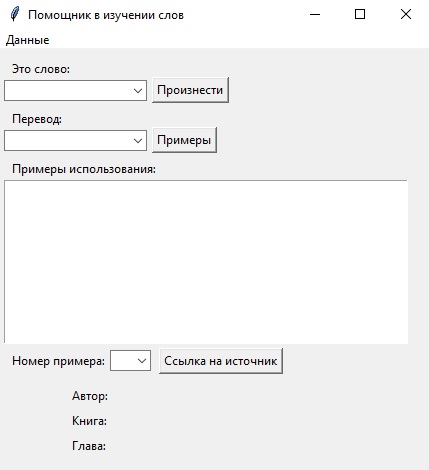 Помощник в изучении слов
Данные
Это слово:
Произнести
Перевод:
Примеры
Примеры использования:
Номер примера: Ссылка на источник
Автор:
Книга:
Глава: